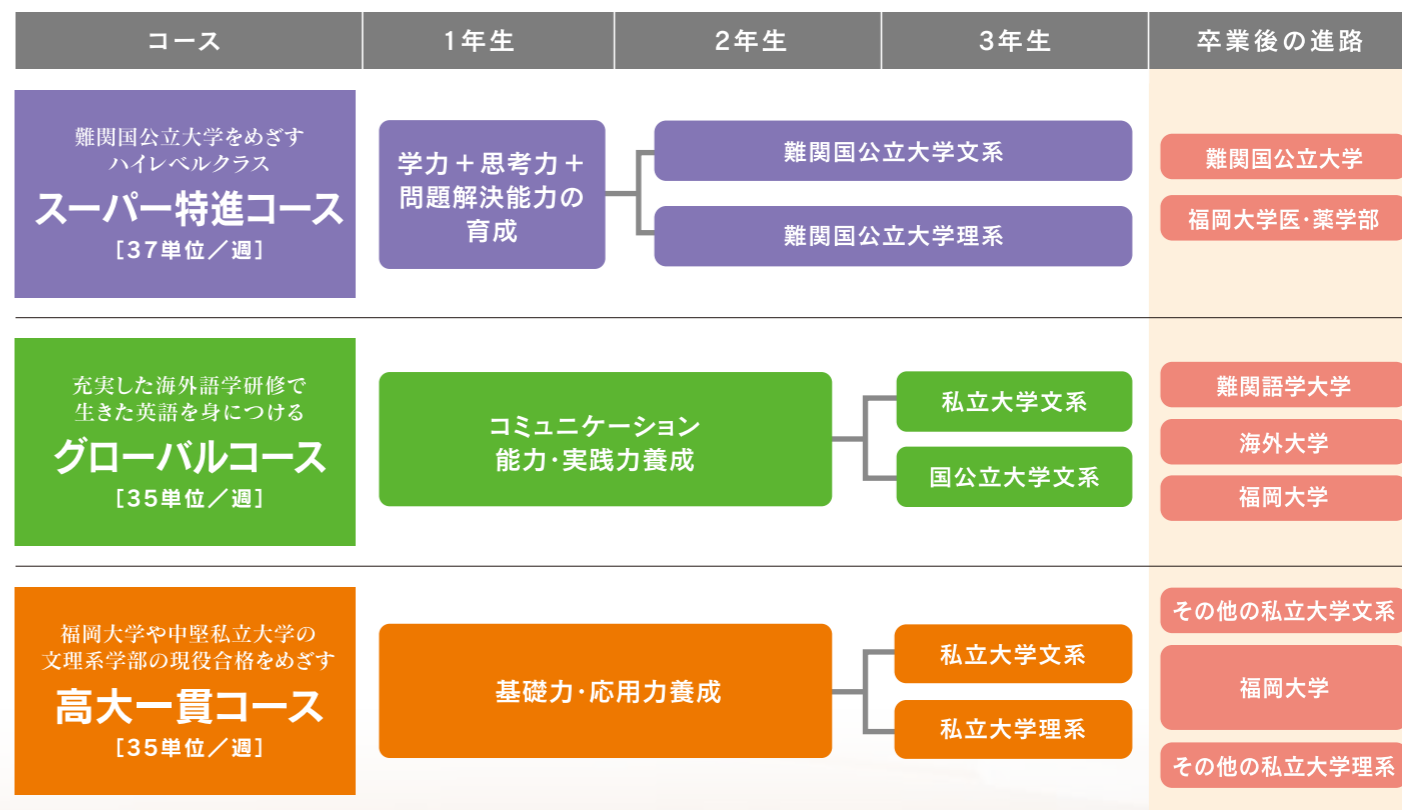 コース
1年生
2年生
3年生
卒業後の進路
難関国公立大学をめざす
ハイレベルクラス
スーパー特進コース
[37単位／週]
学力＋思考力＋
問題解決能力の
育成
難関国公立大学文系
難関国公立大学理系
難関国公立大学
福岡大学医・薬学部
充実した海外語学研修で
生きた英語を身につける
グローバルコース
[35単位／週]
コミュニケーション
能力・実践力養成
私立大学文系
国公立大学文系
難関語学大学
海外大学
福岡大学
福岡大学や中堅私立大学の
文理系学部の現役合格をめざす
高大一貫コース
[35単位／週]
基礎力・応用力養成
私立大学文系
私立大学理系
その他の私立大学文系
福岡大学
その他の私立大学理系